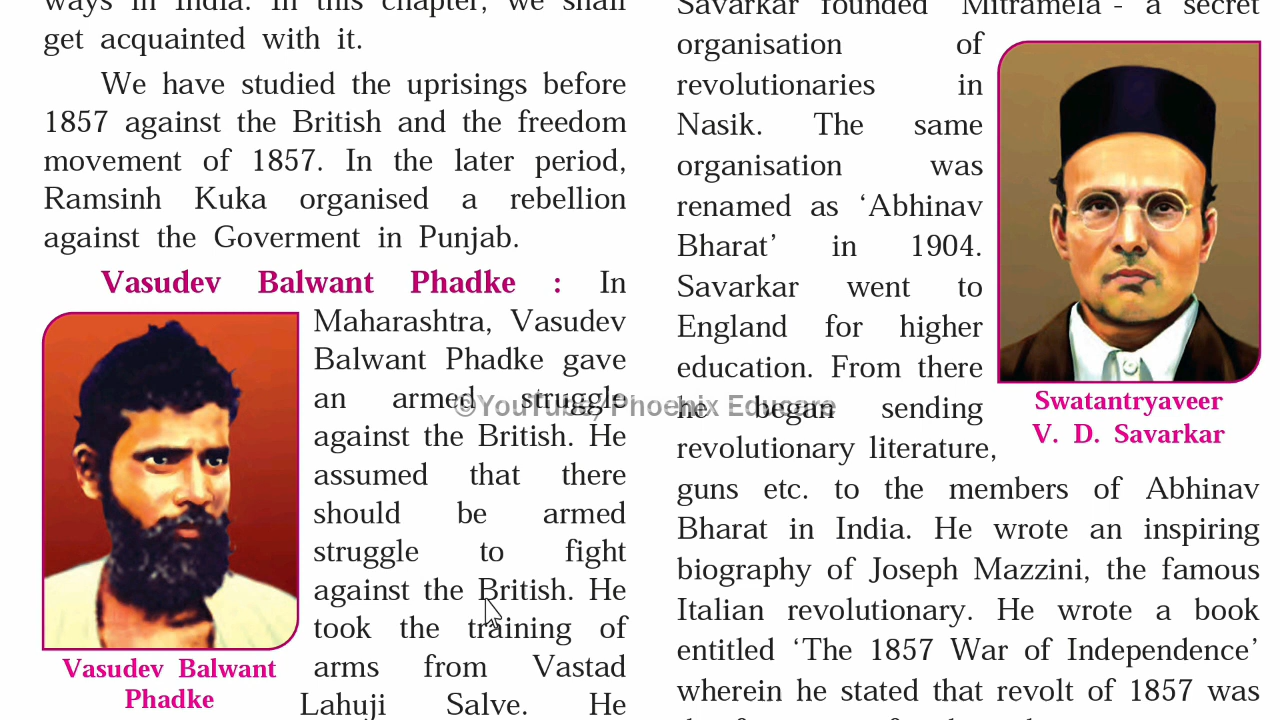 ways in India. In this chapter, we shall
get acquainted with it.
We have studied the uprisings before
1857 against the British and the freedom
movement of 1857. In the later period,
Ramsinh Kuka organised a rebellion
against the Goverment in Punjab.
Vasudev Balwant Phadke : In
Maharashtra, Vasudev
Balwant Phadke gave
an armed struggle
against the British. He
assumed that there
should be armed
struggle to fight
against the British. He
took the training of
arms from Vastad
Lahuji Salve. He
Vasudev Balwant
Phadke
Savarkar founded 'Mitramela'- a secret
organisation of
revolutionaries in
Nasik. The same
organisation was
renamed as ‘Abhinav
Bharat’ in 1904.
Savarkar went to
England for higher
education. From there
he began sending
revolutionary literature,
guns etc. to the members of Abhinav
Bharat in India. He wrote an inspiring
biography of Joseph Mazzini, the famous
Italian revolutionary. He wrote a book
entitled ‘The 1857 War of Independence’
wherein he stated that revolt of 1857 was
Swatantryaveer
V. D. Savarkar
©YouTube/ Phoenix Educare